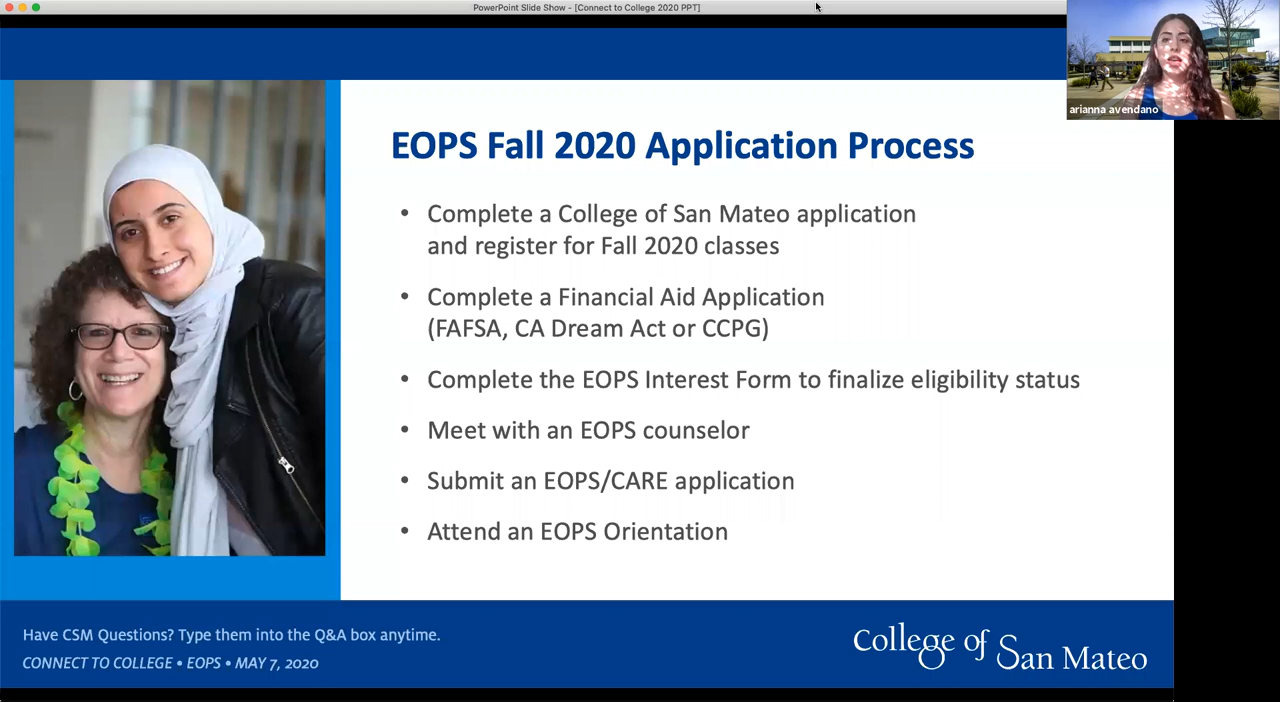 PowerPoint Slide Show - [Connect to College 2020 PPT]
arianna avendano
EOPS Fall 2020 Application Process
• Complete a College of San Mateo application
and register for Fall 2020 classes
• Complete a Financial Aid Application
(FAFSA, CA Dream Act or CCPG)
• Complete the EOPS Interest Form to finalize eligibility status
• Meet with an EOPS counselor
• Submit an EOPS/CARE application
• Attend an EOPS Orientation
Have CSM Questions? Type them into the Q&A box anytime.
CONNECT TO COLLEGE • EOPS • MAY 7, 2020
College of
San Mateo